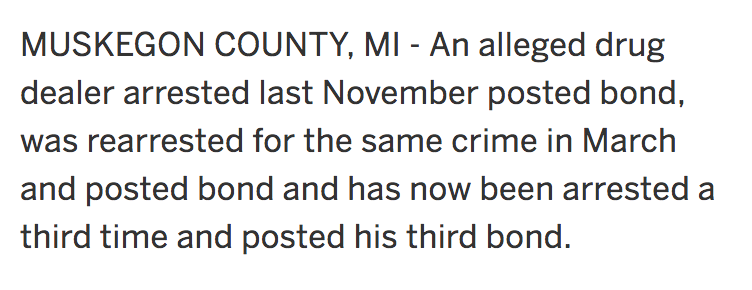 MUSKEGON COUNTY, MI - An alleged drug
dealer arrested last November posted bond,
was rearrested for the same crime in March
and posted bond and has now been arrested a
third time and posted his third bond.